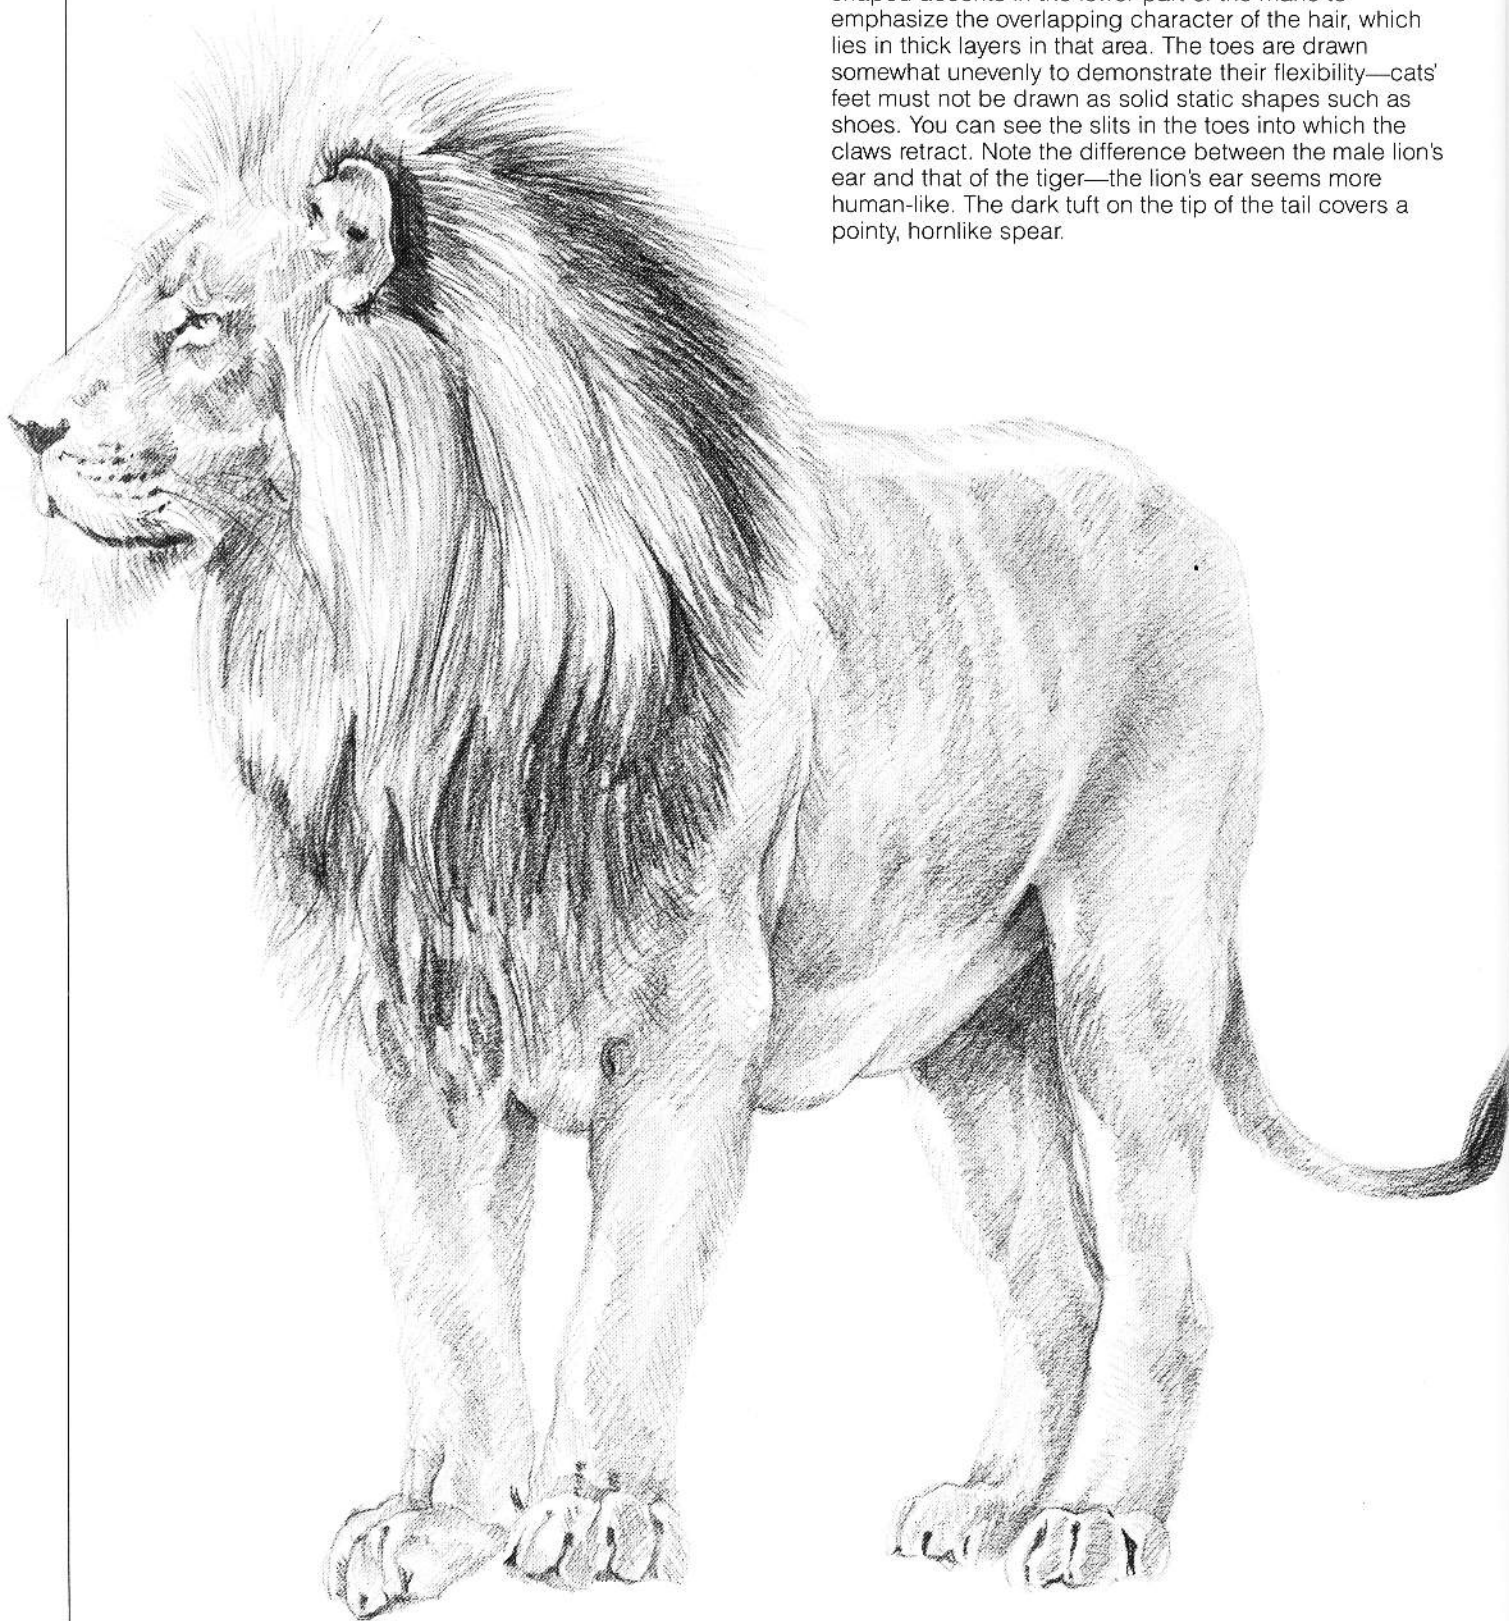 emphasize the overlapping character of the hair, which
lies in thick layers in that area. The toes are drawn
somewhat unevenly to demonstrate their flexibility—cats'
feet must not be drawn as solid static shapes such as
shoes. You can see the slits in the toes into which the
claws retract. Note the difference between the male lion's
ear and that of the tiger—the lion's ear seems more
human-like. The dark tuft on the tip of the tail covers a
pointy, hornlike spear.